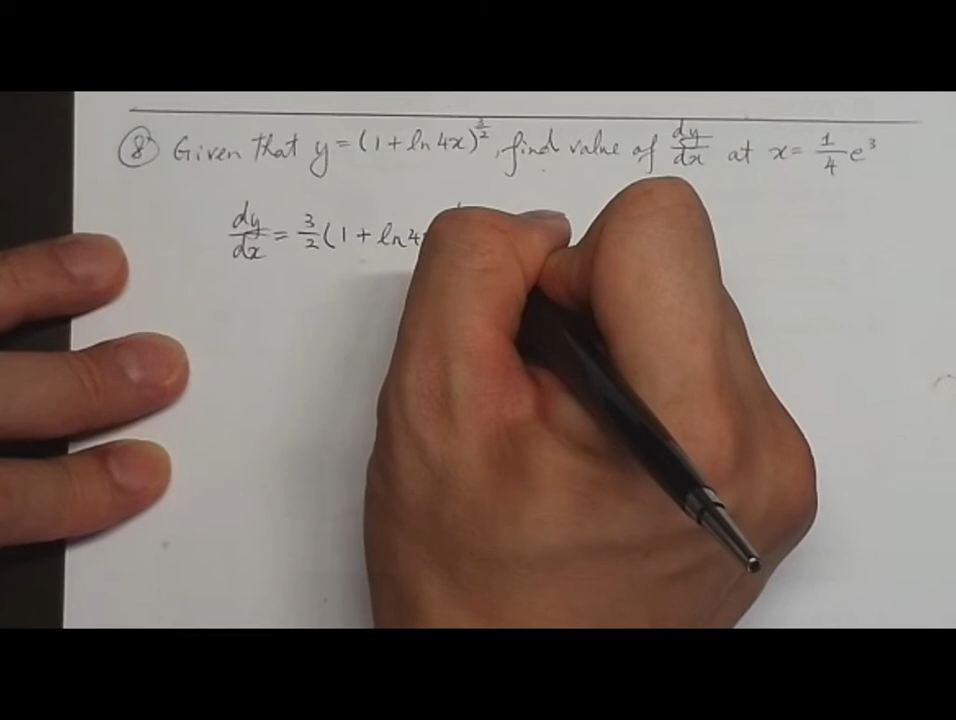 ⑧ Given that y = (1 + ln 4x)^{3/2}, find value of dy/dx at x = 1/4 e³
dy/dx = 3/2 (1 + ln 4x